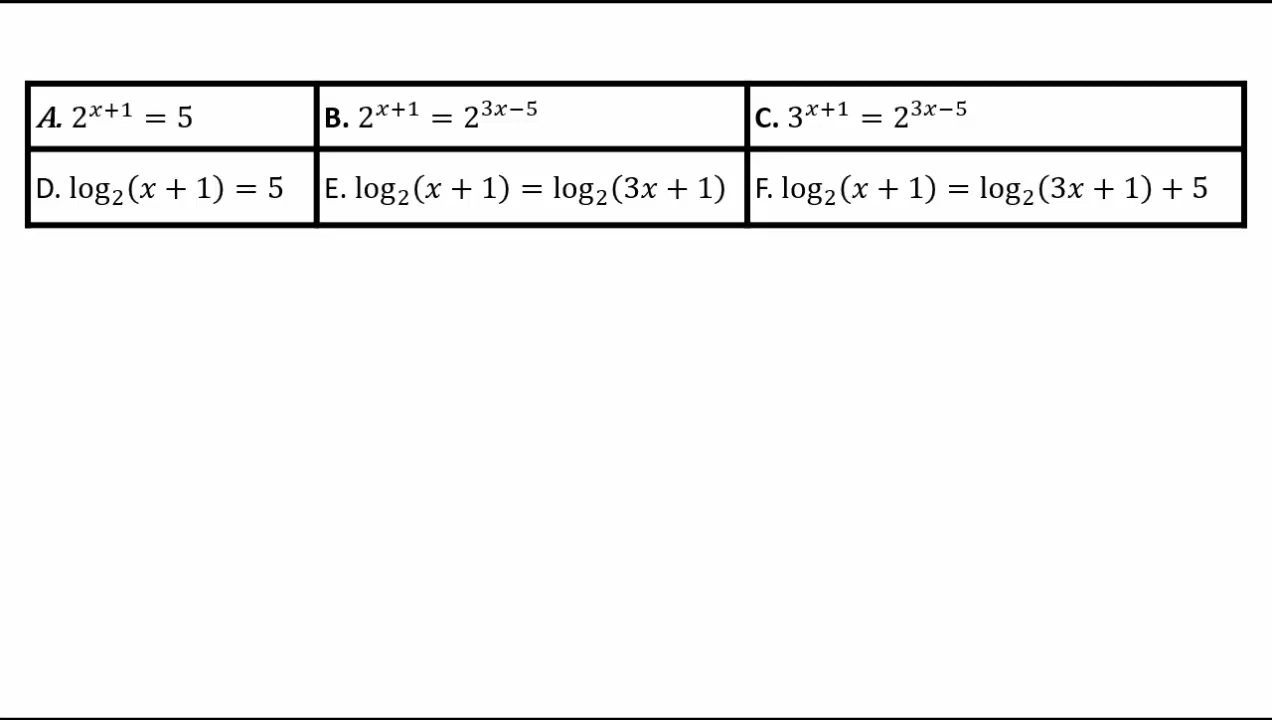 A. 2^{x+1} = 5
B. 2^{x+1} = 2^{3x−5}
C. 3^{x+1} = 2^{3x−5}
D. log₂(x + 1) = 5
E. log₂(x + 1) = log₂(3x + 1)
F. log₂(x + 1) = log₂(3x + 1) + 5